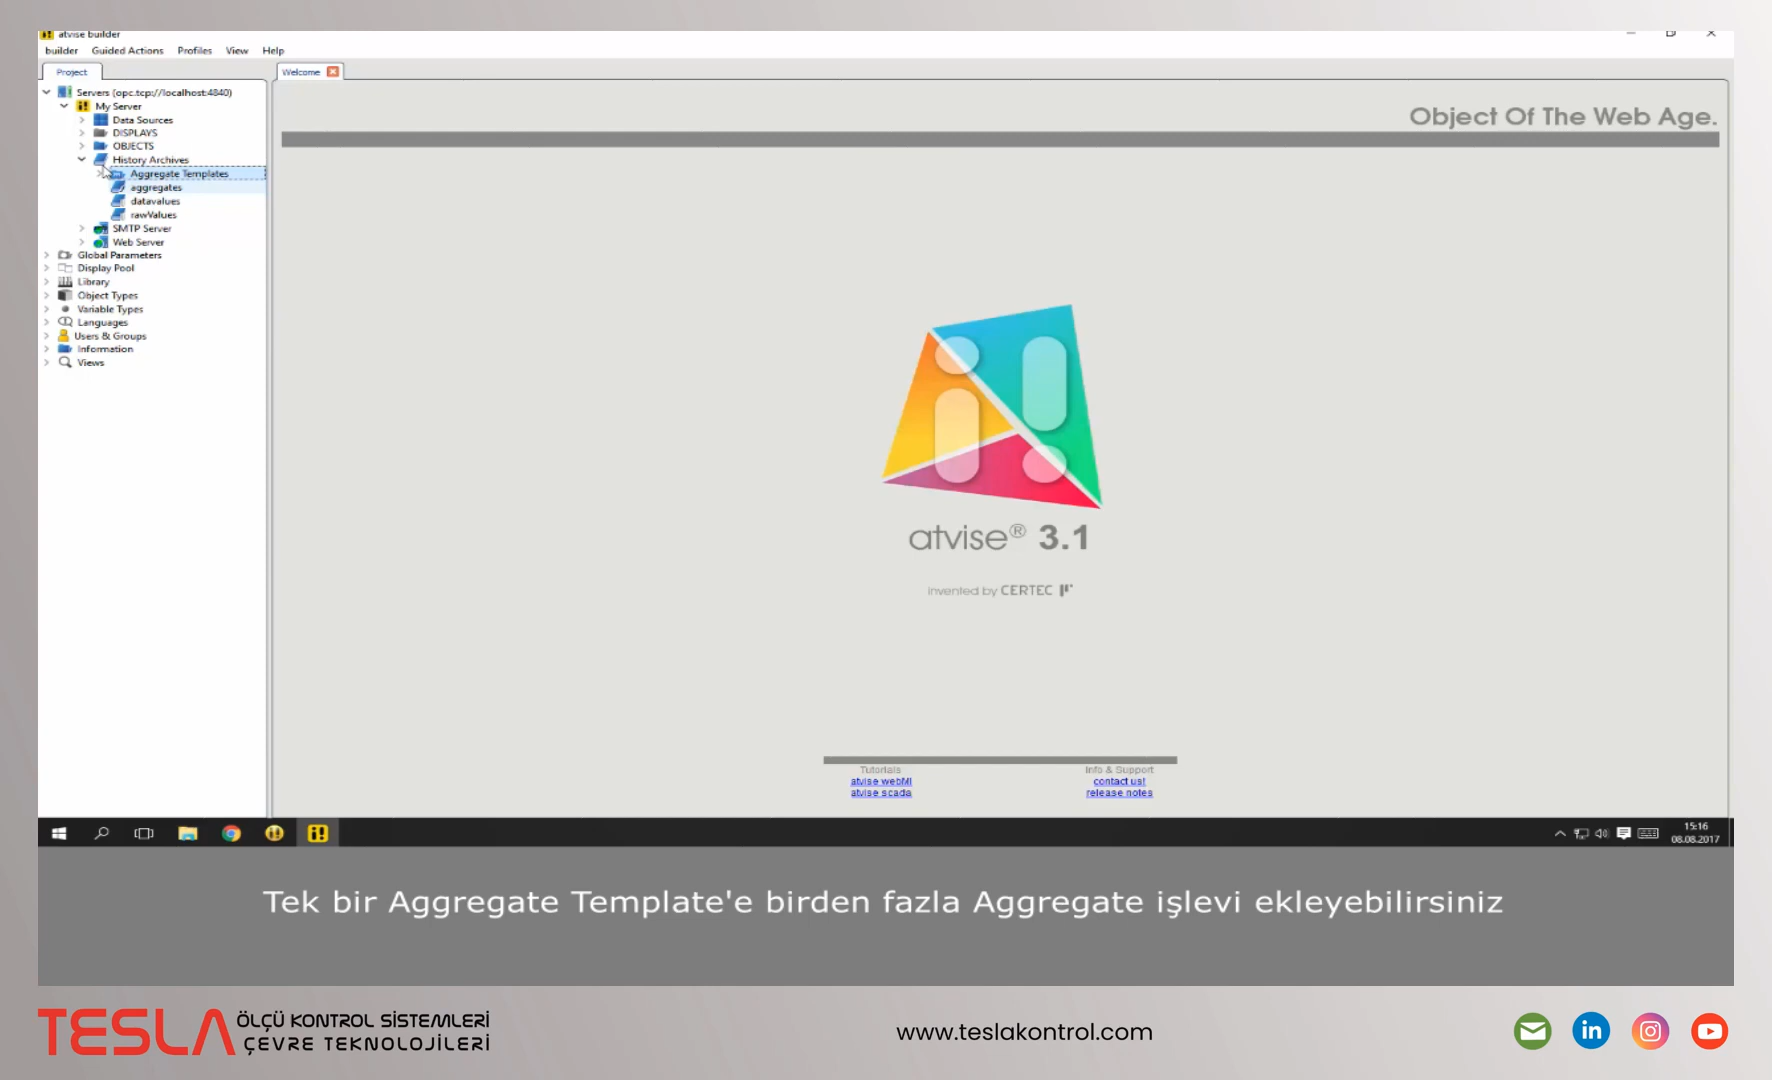 atvise builder
builder Guided Actions Profiles View Help
Project
Welcome
Servers (opc.tcp://localhost:4840)
My Server
Data Sources
DISPLAYS
OBJECTS
History Archives
Aggregate Templates
aggregates
datavalues
rawValues
SMTP Server
Web Server
Global Parameters
Display Pool
Library
Object Types
Variable Types
Languages
Users & Groups
Information
Views
Object Of The Web Age.
atvise® 3.1
invented by CERTEC
Tutorials
atvise webMI
atvise scada
Info & Support
contact us!
release notes
15:16
08.08.2017
Tek bir Aggregate Template'e birden fazla Aggregate işlevi ekleyebilirsiniz
TESLA
ÖLÇÜ KONTROL SİSTEMLERİ
ÇEVRE TEKNOLOJİLERİ
www.teslakontrol.com
in